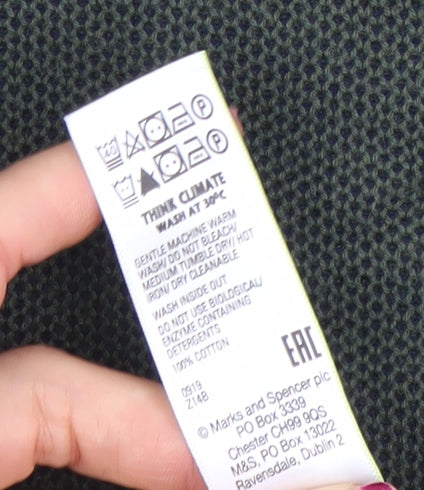 40 P
P
THINK CLIMATE
WASH AT 30°C
GENTLE MACHINE WARM
WASH/ DO NOT BLEACH/
MEDIUM TUMBLE DRY/ HOT
IRON/ DRY CLEANABLE
WASH INSIDE OUT
DO NOT USE BIOLOGICAL/
ENZYME CONTAINING
DETERGENTS
100% COTTON
0919
Z14B
EAC
© Marks and Spencer plc
PO Box 3339
Chester CH99 9QS
M&S, PO Box 13022
Ravensdale, Dublin 2